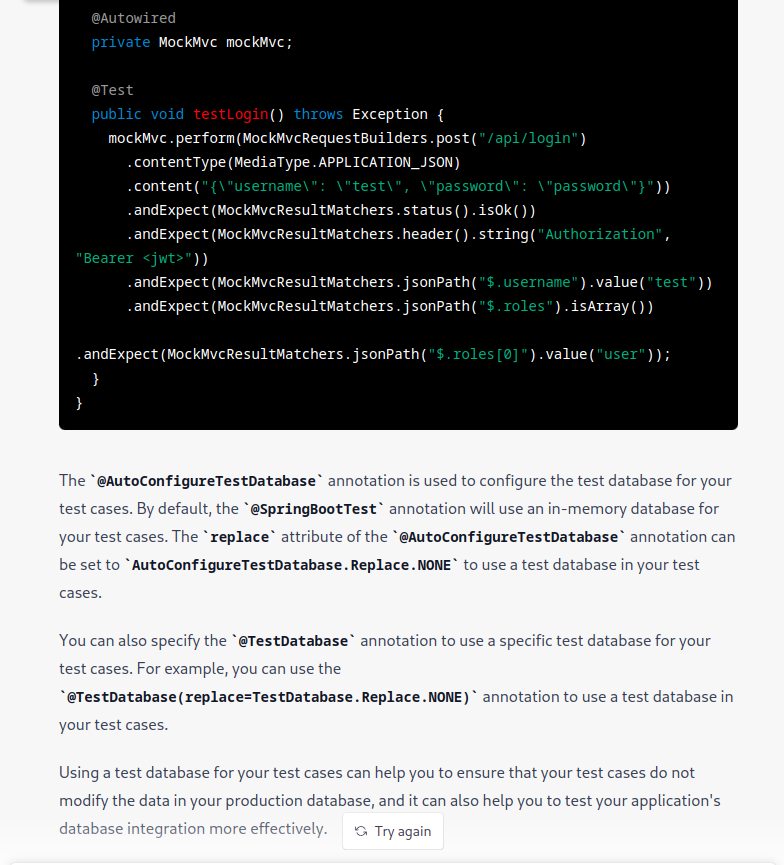 @Autowired
private MockMvc mockMvc;
@Test
public void testLogin() throws Exception {
mockMvc.perform(MockMvcRequestBuilders.post("/api/login")
.contentType(MediaType.APPLICATION_JSON)
.content("{\"username\": \"test\", \"password\": \"password\"}"))
.andExpect(MockMvcResultMatchers.status().isOk())
.andExpect(MockMvcResultMatchers.header().string("Authorization",
"Bearer <jwt>"))
.andExpect(MockMvcResultMatchers.jsonPath("$.username").value("test"))
.andExpect(MockMvcResultMatchers.jsonPath("$.roles").isArray())
.andExpect(MockMvcResultMatchers.jsonPath("$.roles[0]").value("user"));
}
}
The `@AutoConfigureTestDatabase` annotation is used to configure the test database for your
test cases. By default, the `@SpringBootTest` annotation will use an in-memory database for
your test cases. The `replace` attribute of the `@AutoConfigureTestDatabase` annotation can
be set to `AutoConfigureTestDatabase.Replace.NONE` to use a test database in your test
cases.
You can also specify the `@TestDatabase` annotation to use a specific test database for your
test cases. For example, you can use the
`@TestDatabase(replace=TestDatabase.Replace.NONE)` annotation to use a test database in
your test cases.
Using a test database for your test cases can help you to ensure that your test cases do not
modify the data in your production database, and it can also help you to test your application's
database integration more effectively.
Try again